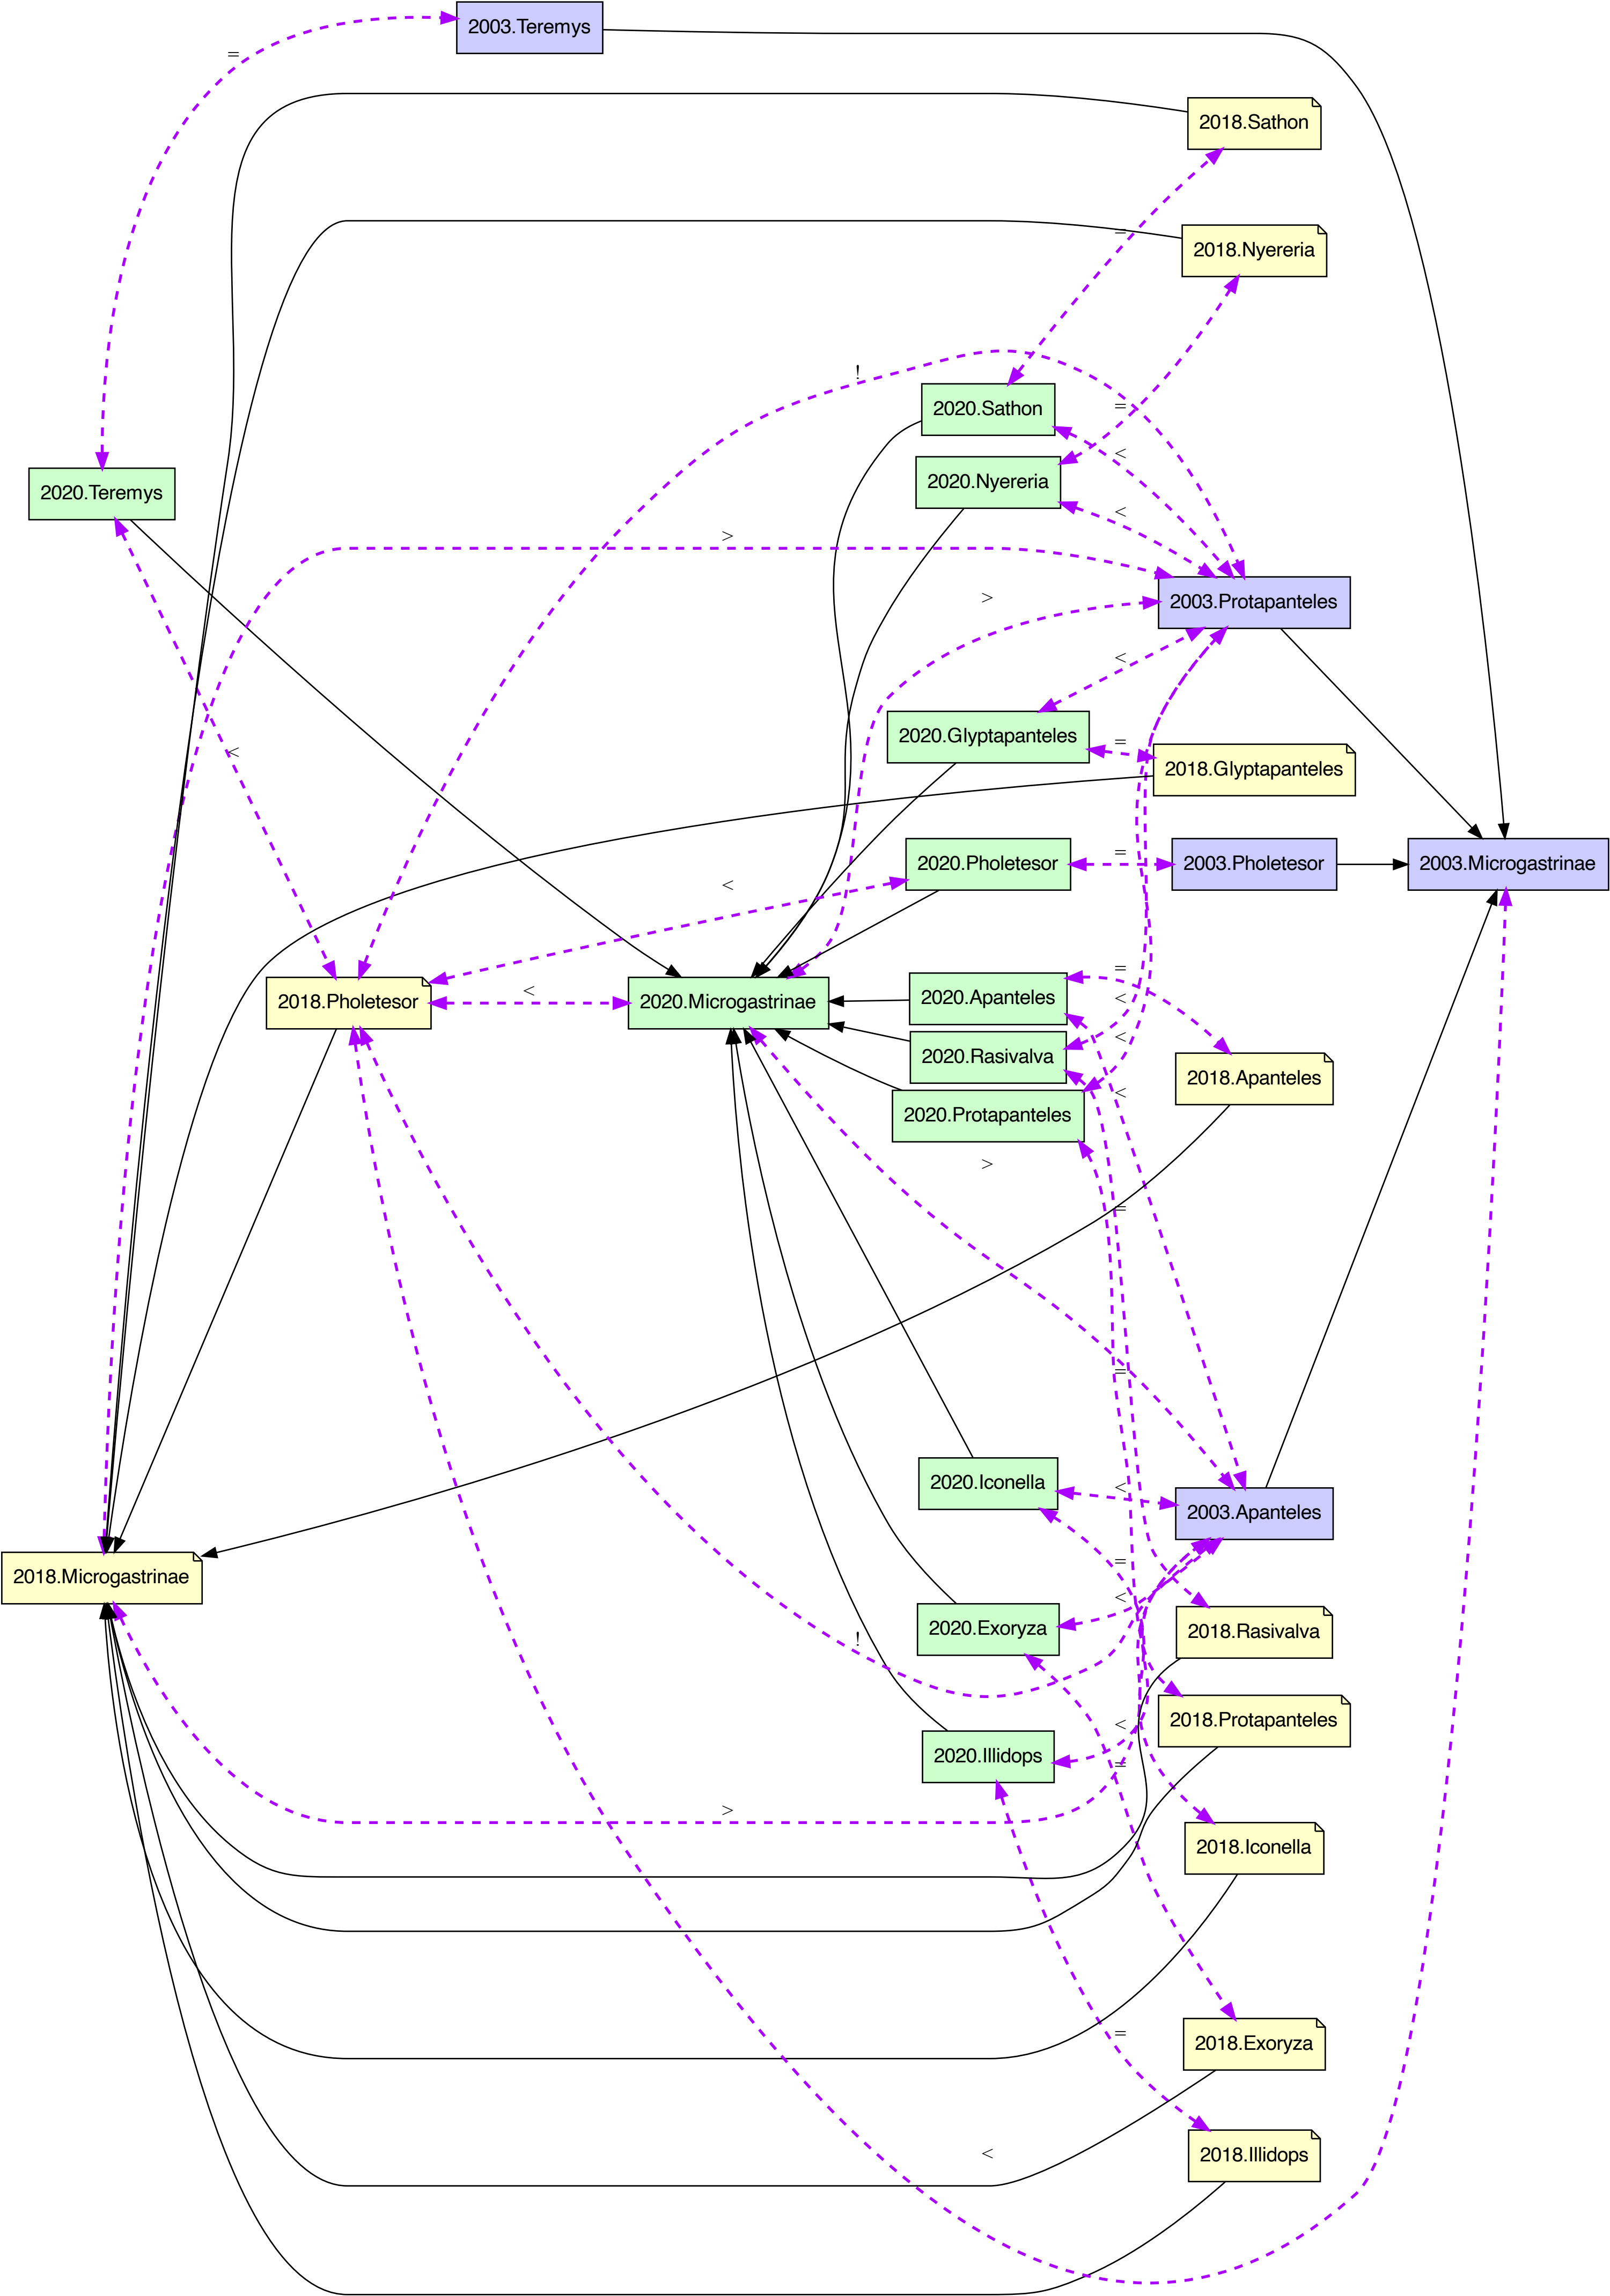 2003.Teremys
=
2018.Sathon
=
2018.Nyereria
!
2020.Sathon
=
<
2020.Nyereria
2020.Teremys
<
>
2003.Protapanteles
>
<
2020.Glyptapanteles
=
<
2018.Glyptapanteles
2020.Pholetesor
=
2003.Pholetesor
2003.Microgastrinae
<
=
2018.Pholetesor
<
2020.Microgastrinae
2020.Apanteles
<
<
2020.Rasivalva
2018.Apanteles
<
2020.Protapanteles
>
=
=
2020.Iconella
<
2003.Apanteles
=
2018.Microgastrinae
<
2020.Exoryza
2018.Rasivalva
!
<
2018.Protapanteles
2020.Illidops
=
>
2018.Iconella
=
2018.Exoryza
<
2018.Illidops